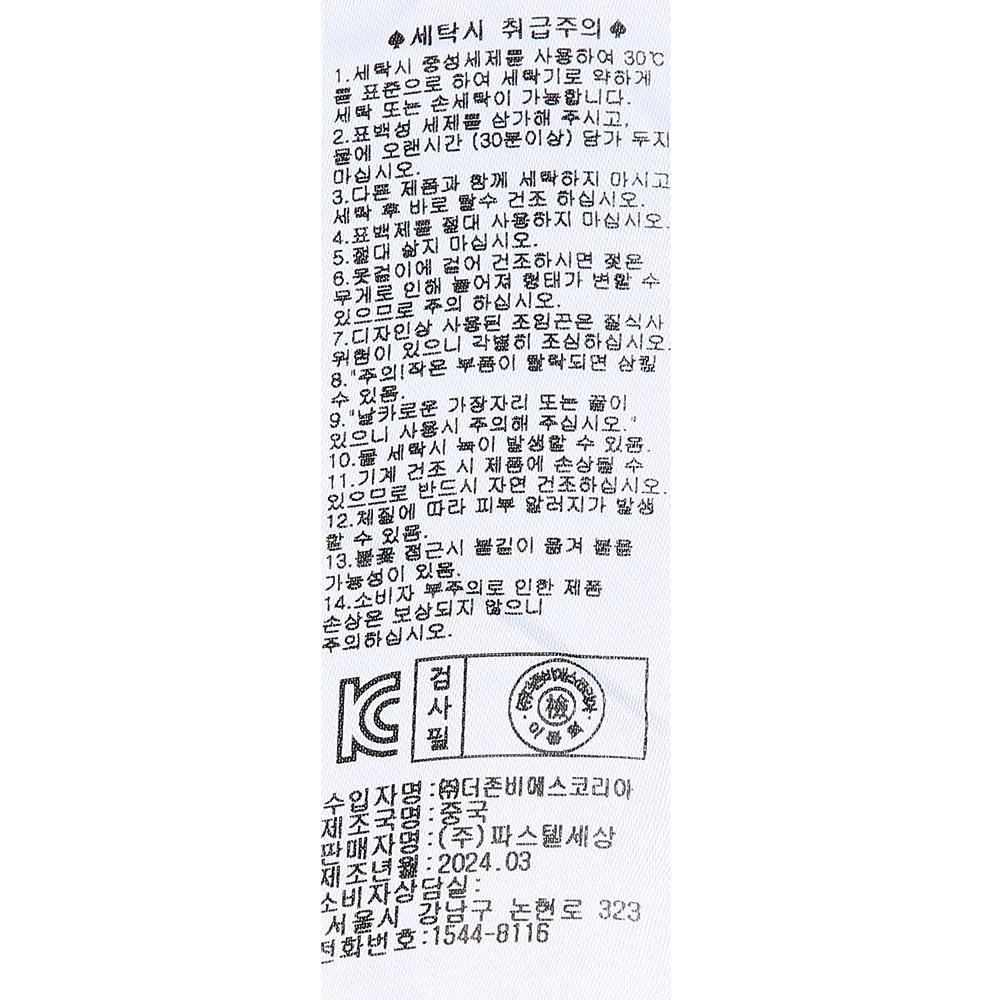 ♠세탁시 취급주의♠
1.세탁시 중성세제를 사용하여 30℃
를 표준으로 하여 세탁기로 약하게
세탁 또는 손세탁이 가능합니다.
2.표백성 세제를 삼가해 주시고,
물에 오랜시간 (30분이상) 담가 두지
마십시오.
3.다른 제품과 함께 세탁하지 마시고
세탁 후 바로 탈수 건조 하십시오.
4.표백제를 절대 사용하지 마십시오.
5.절대 삶지 마십시오.
6.옷걸이에 걸어 건조하시면 젖은
무게로 인해 늘어져 형태가 변할 수
있으므로 주의 하십시오.
7.디자인상 사용된 조임끈은 질식사
위험이 있으니 각별히 조심하십시오.
8."주의!작은 부품이 탈락되면 삼킬
수 있음.
9."날카로운 가장자리 또는 끝이
있으니 사용시 주의해 주십시오."
10.물 세탁시 녹이 발생할 수 있음.
11.기계 건조 시 제품에 손상될 수
있으므로 반드시 자연 건조하십시오.
12.체질에 따라 피부 알러지가 발생
할 수 있음.
13.불꽃 접근시 불길이 옮겨 붙을
가능성이 있음.
14.소비자 부주의로 인한 제품
손상은 보상되지 않으니
주의하십시오.
KC
검사필
檢
수입자명:㈜더존비에스코리아
제조국명:중국
판매자명:(주)파스텔세상
제조년월:2024.03
소비자상담실:
서울시 강남구 논현로 323
전화번호:1544-8116